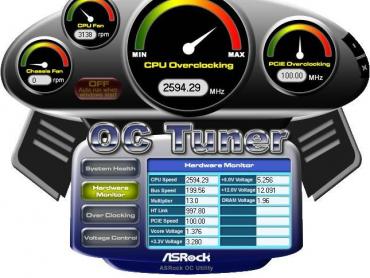 CPU Fan
3138 rpm
Chassis Fan
0 rpm
MIN MAX
CPU Overclocking
2594.29 MHz
PCIE Overclocking
100.00
MHz
OFF
Auto run when
windows start
OC Tuner
System Health
Hardware
Monitor
Over Clocking
Voltage Control
Hardware Monitor
CPU Speed 2594.29 +5.0V Voltage 5.256
Bus Speed 199.56 +12.0V Voltage 12.091
Multiplier 13.0 DRAM Voltage 1.96
HT Link 997.80
PCIE Speed 100.00
Vcore Voltage 1.376
+3.3V Voltage 3.280
ASRock
ASRock OC Utility